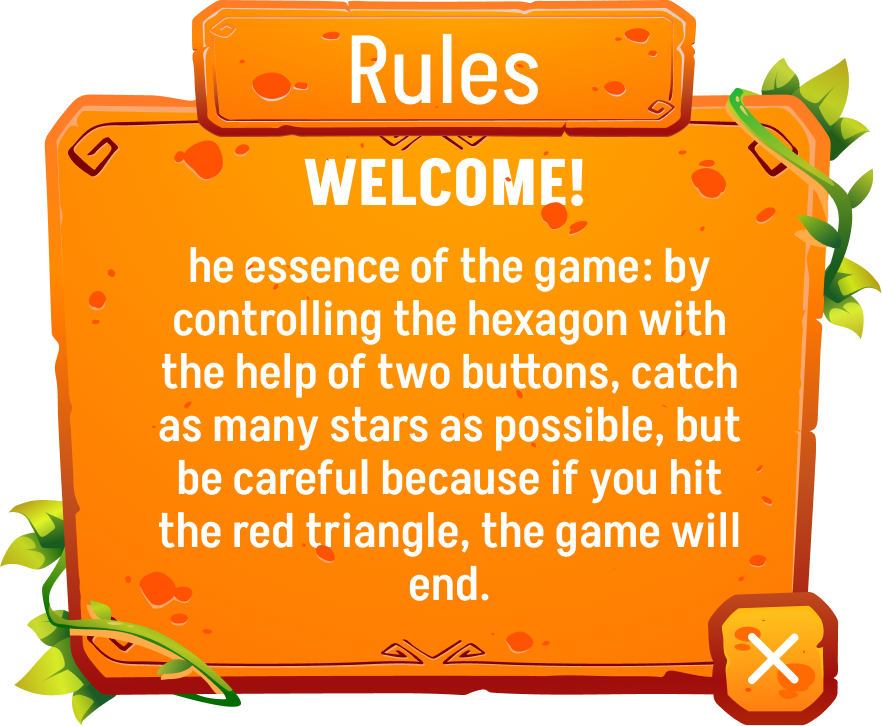 Rules
WELCOME!
he essence of the game: by
controlling the hexagon with
the help of two buttons, catch
as many stars as possible, but
be careful because if you hit
the red triangle, the game will
end.